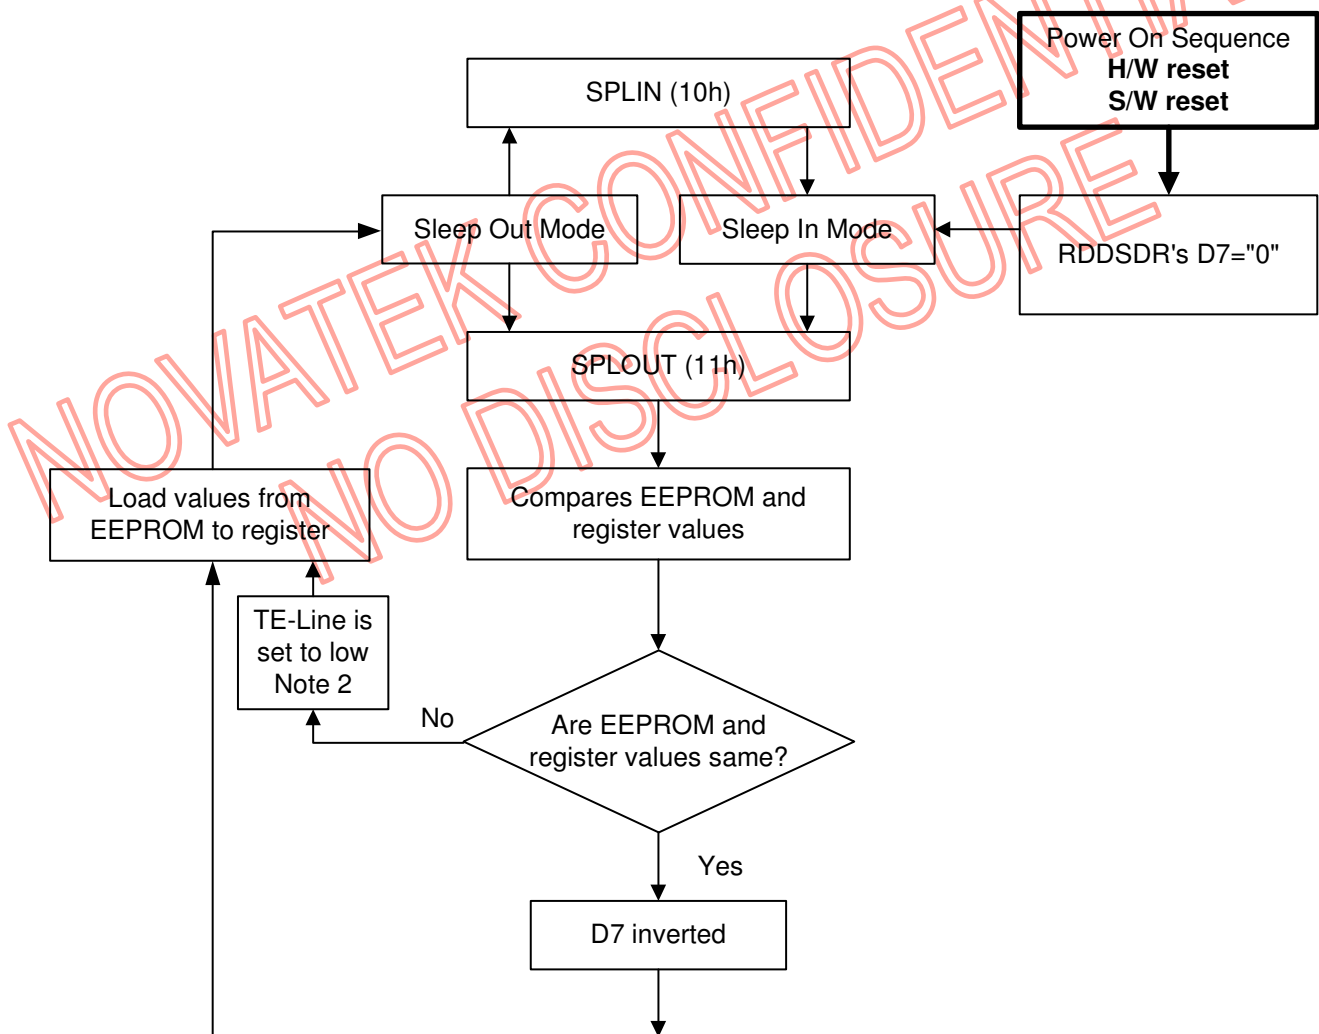 NOVATEK CONFIDENTIAL
NO DISCLOSURE
Power On Sequence
H/W reset
S/W reset
SPLIN (10h)
Sleep Out Mode
Sleep In Mode
RDDSDR's D7="0"
SPLOUT (11h)
Load values from
EEPROM to register
Compares EEPROM and
register values
TE-Line is
set to low
Note 2
No
Are EEPROM and
register values same?
Yes
D7 inverted